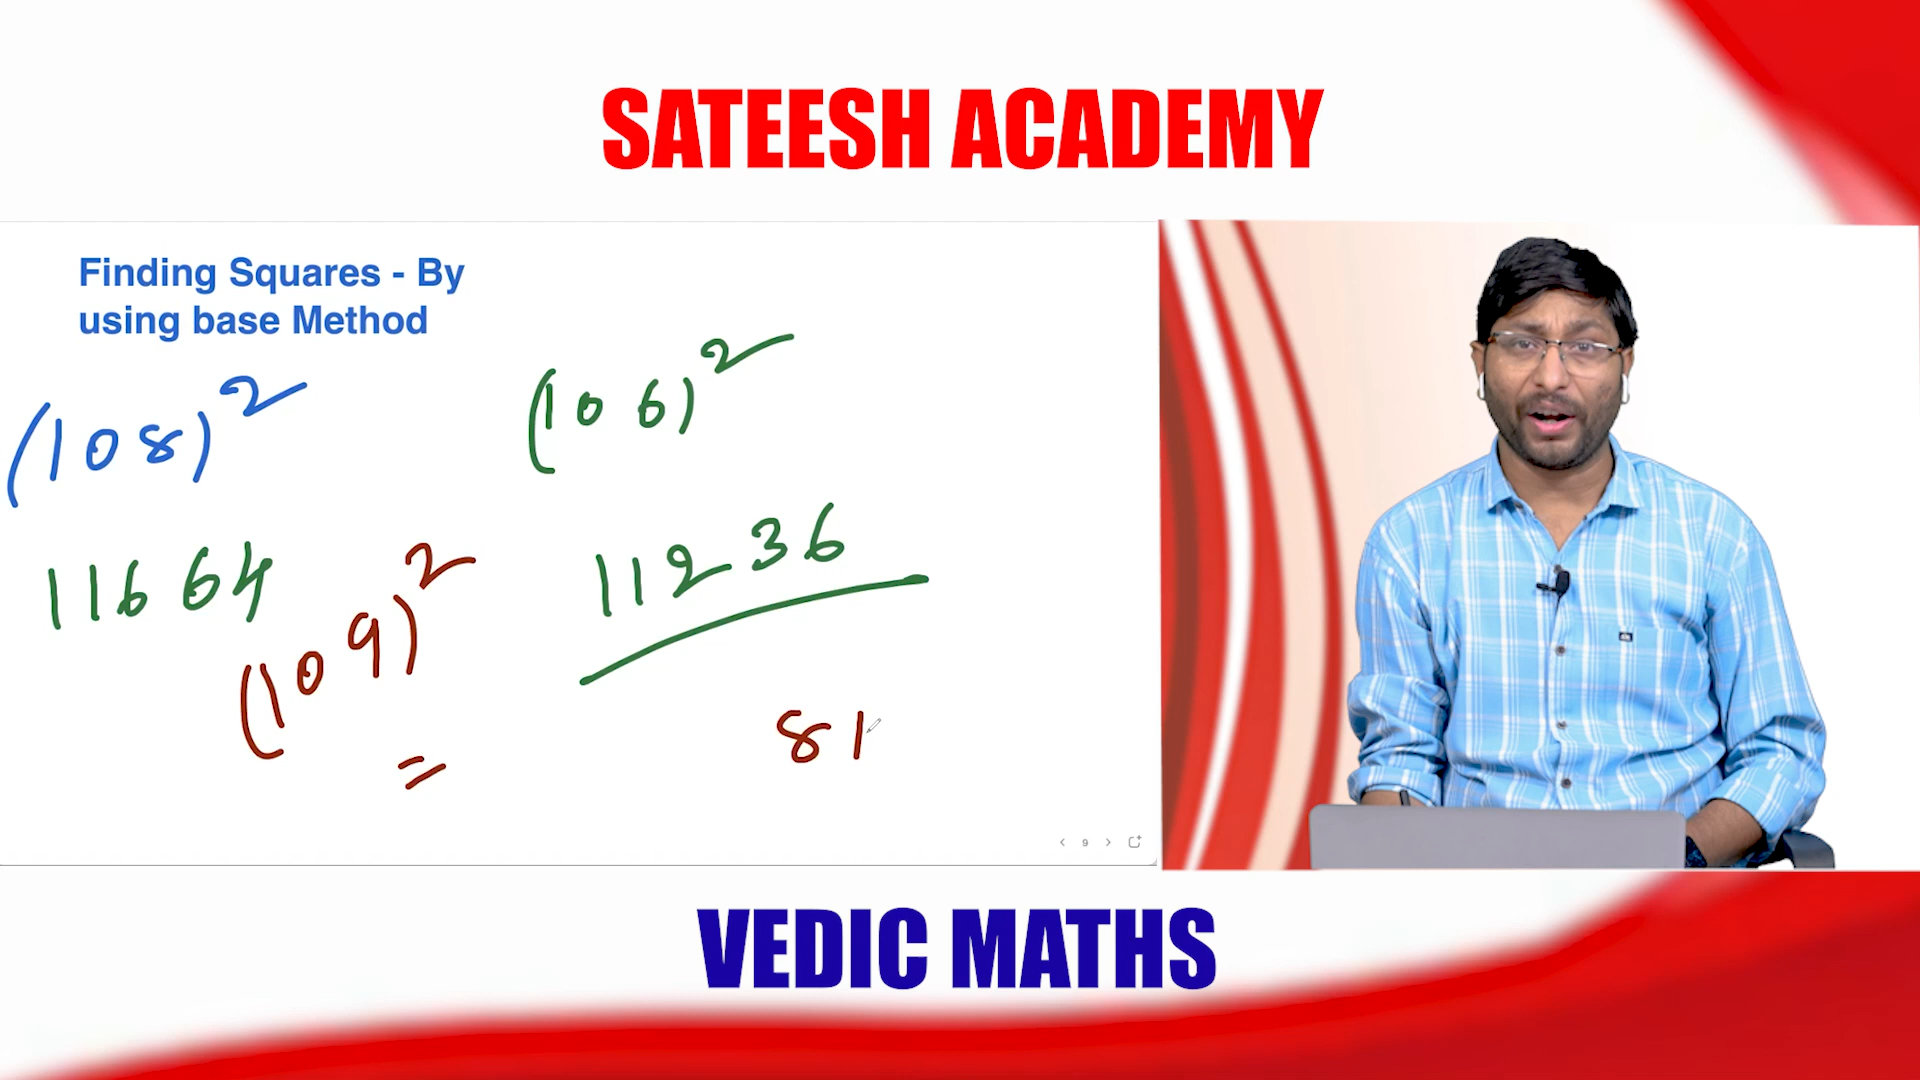 SATEESH ACADEMY
Finding Squares - By
using base Method
(108)²
11664
(106)²
11236
(109)²
=
81
< 9 >
VEDIC MATHS